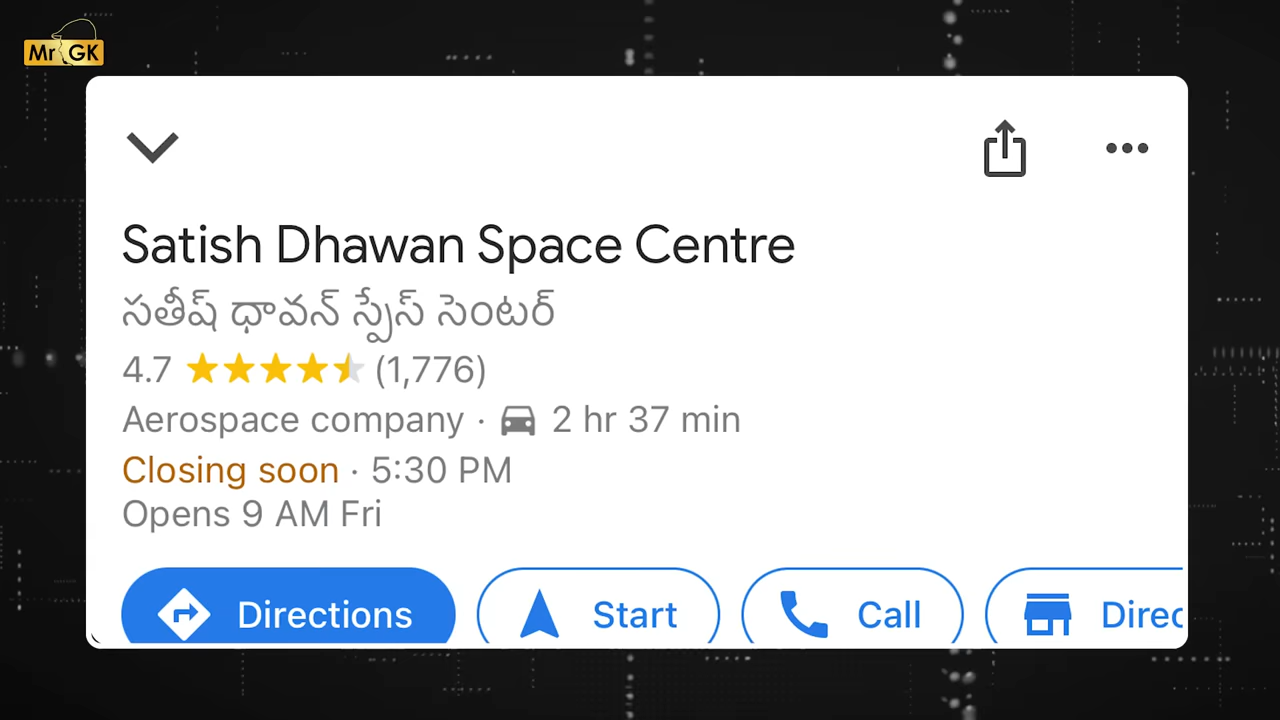 Mr GK
Satish Dhawan Space Centre
సతీష్ ధావన్ స్పేస్ సెంటర్
4.7 ★★★★⯨ (1,776)
Aerospace company · 2 hr 37 min
Closing soon · 5:30 PM
Opens 9 AM Fri
Directions Start Call Direc